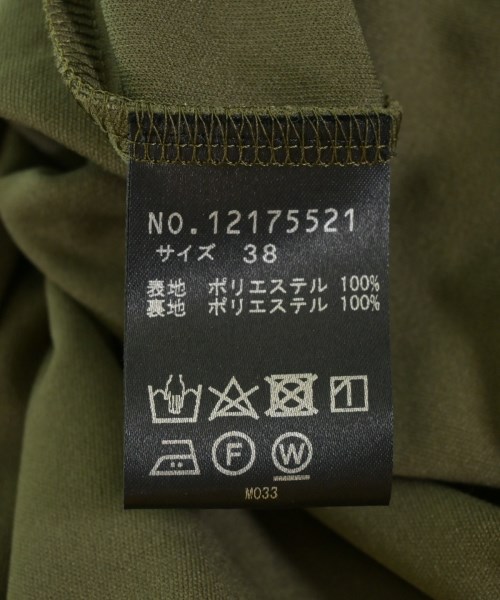 NO.12175521
サイズ 38
表地 ポリエステル 100%
裏地 ポリエステル 100%
F W
M033